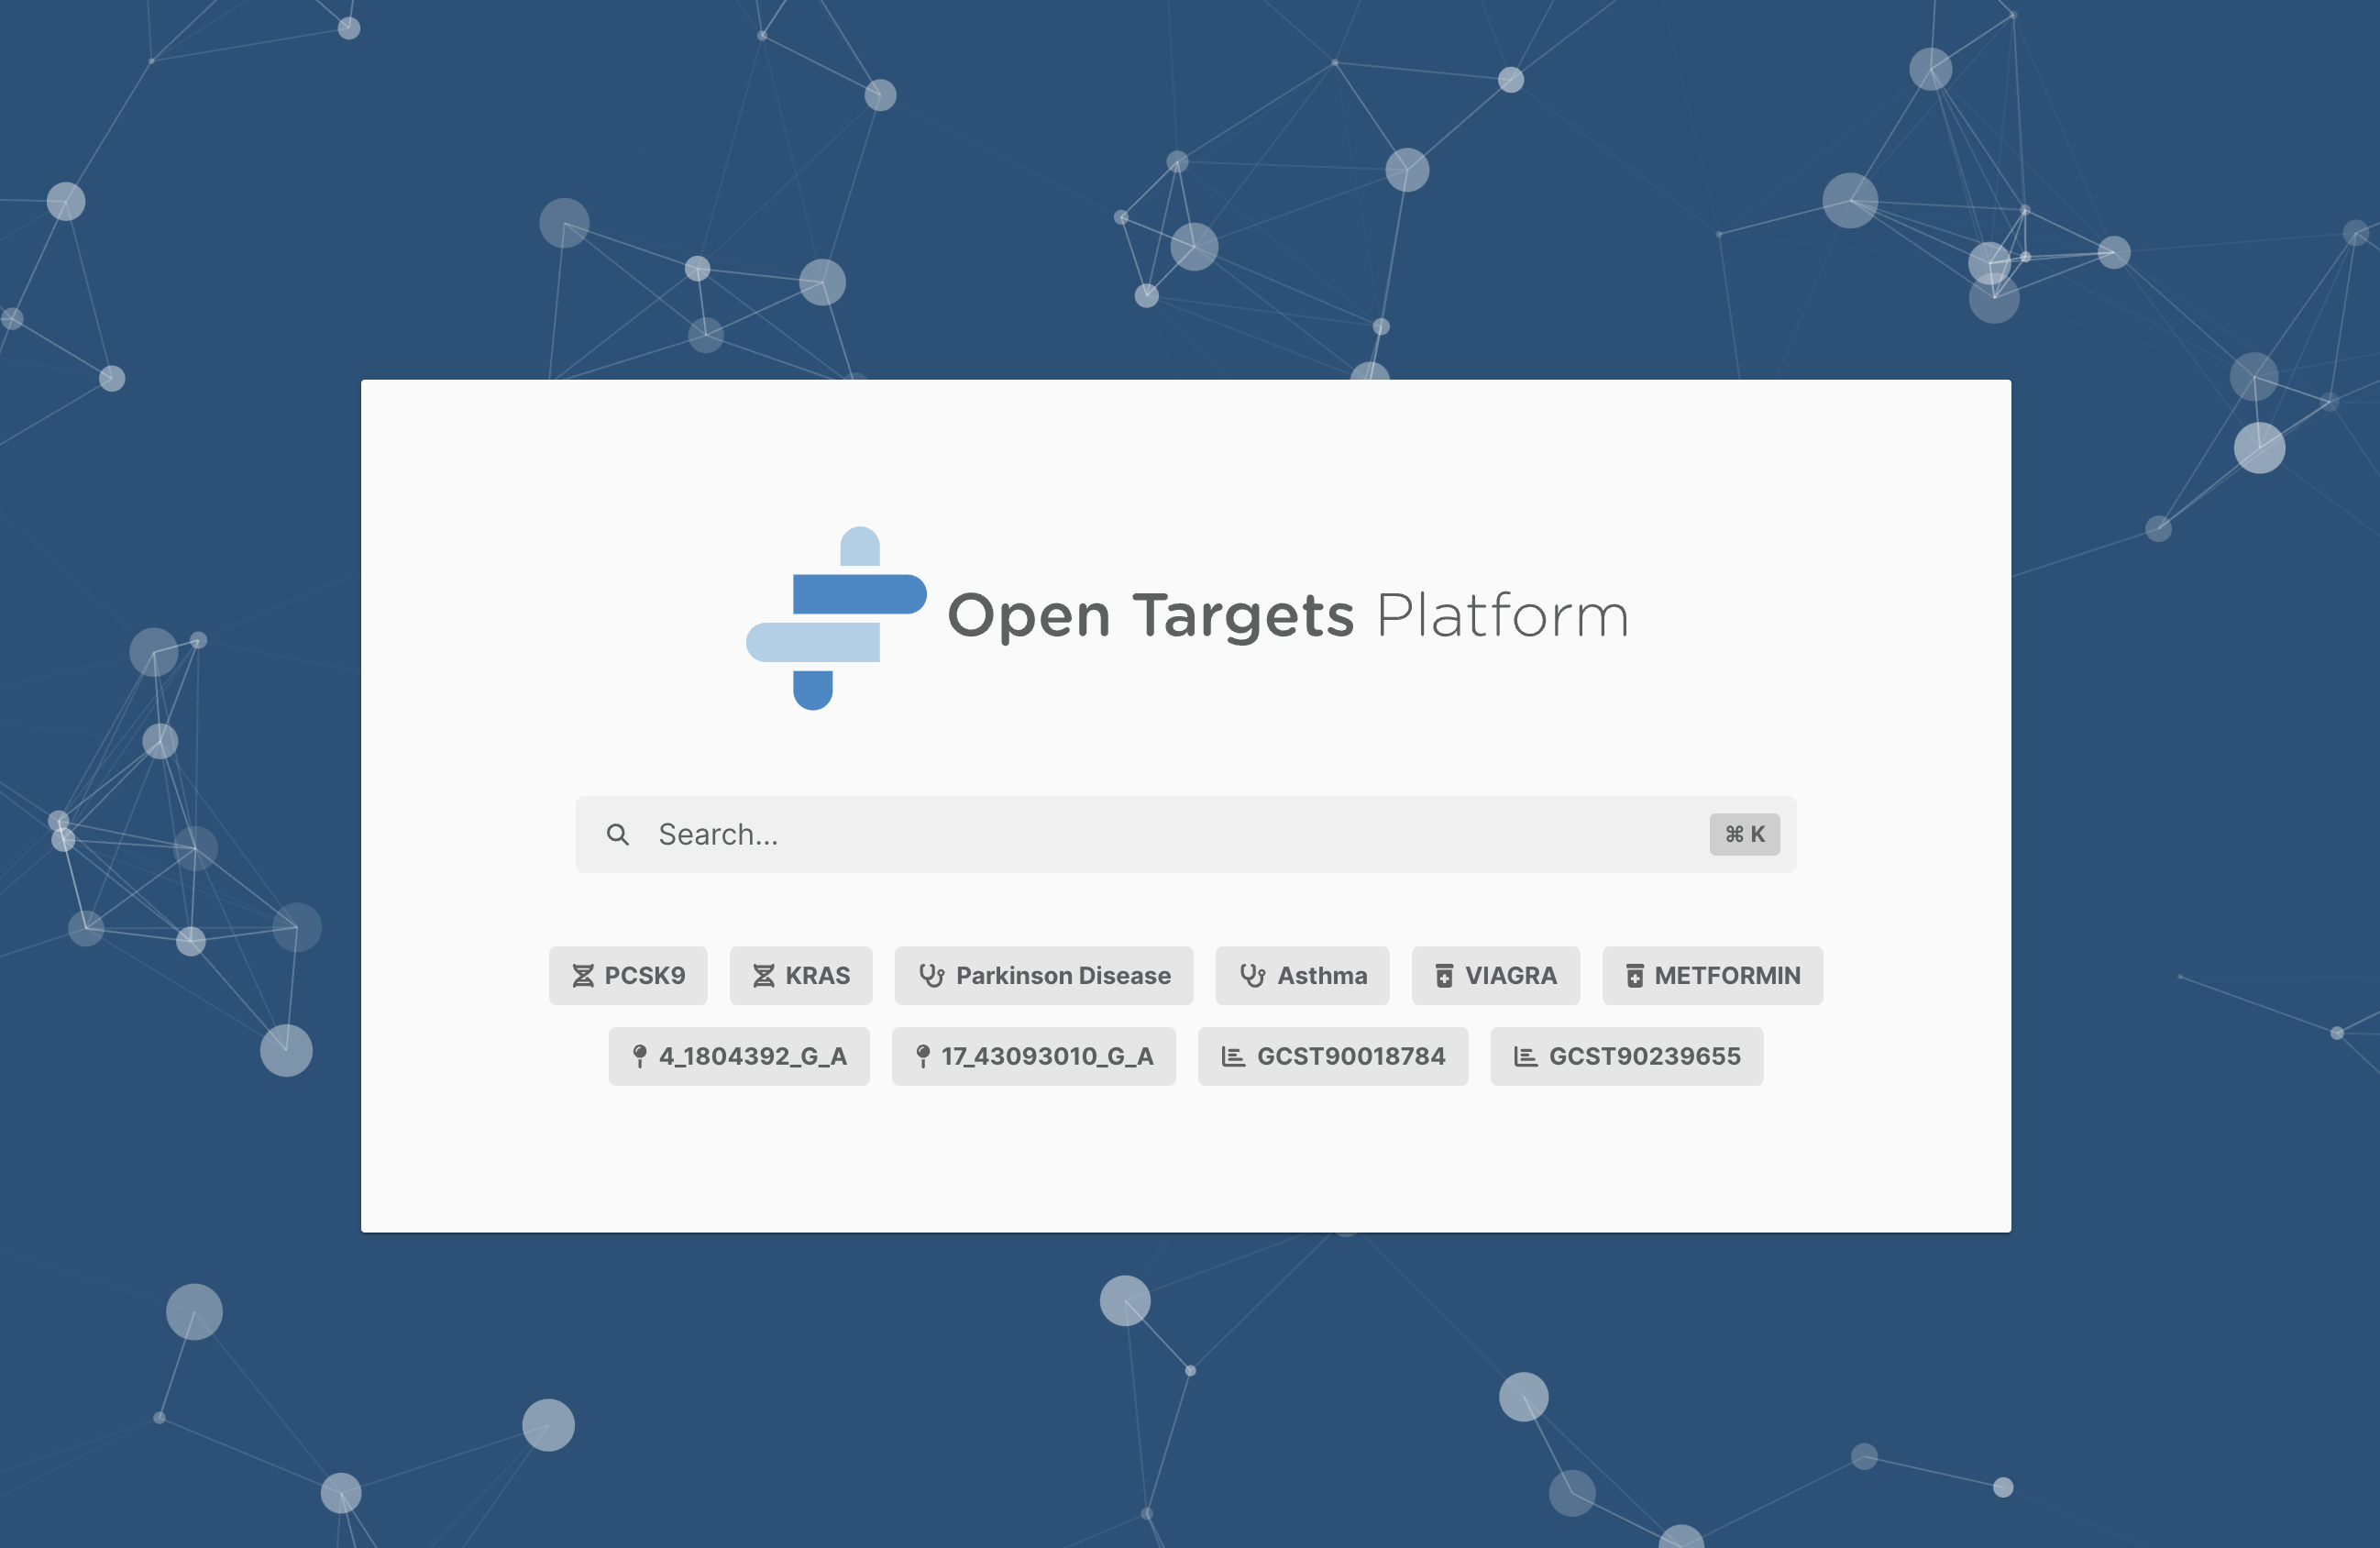 Open Targets Platform
Search...
⌘ K
PCSK9 KRAS Parkinson Disease Asthma VIAGRA METFORMIN
4_1804392_G_A 17_43093010_G_A GCST90018784 GCST90239655